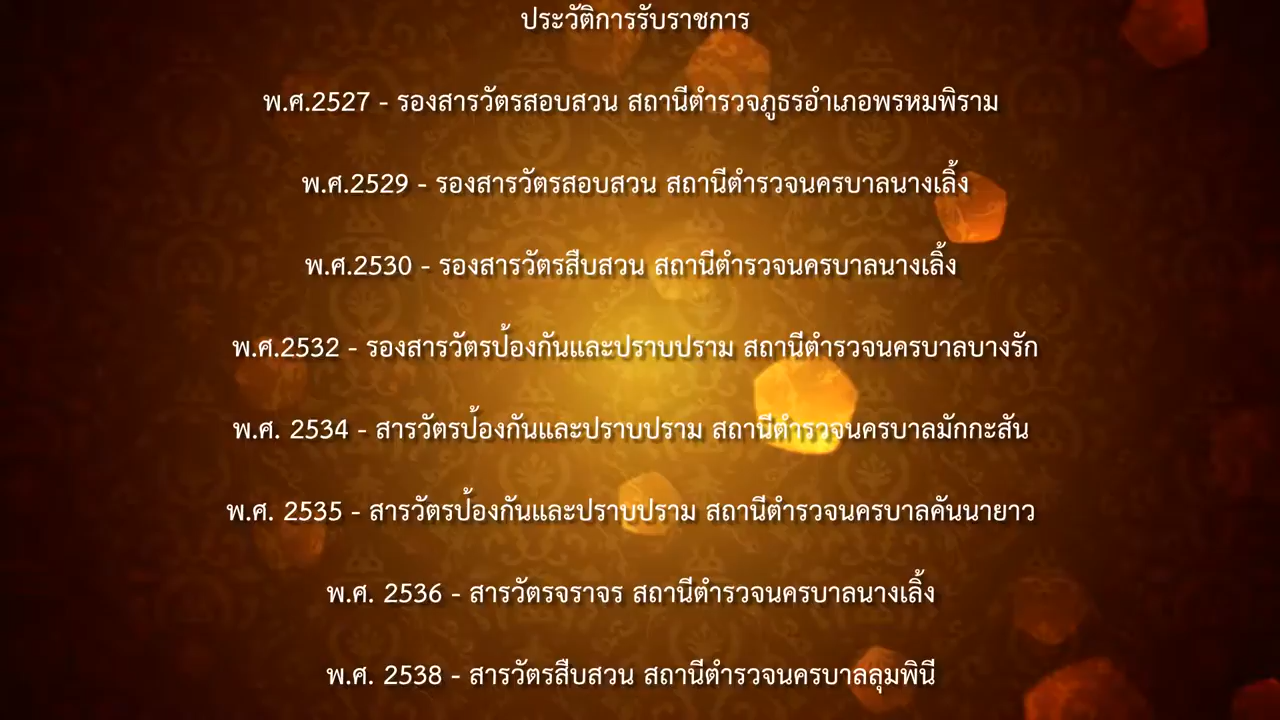 ประวัติการรับราชการ
พ.ศ.2527 - รองสารวัตรสอบสวน สถานีตำรวจภูธรอำเภอพรหมพิราม
พ.ศ.2529 - รองสารวัตรสอบสวน สถานีตำรวจนครบาลนางเลิ้ง
พ.ศ.2530 - รองสารวัตรสืบสวน สถานีตำรวจนครบาลนางเลิ้ง
พ.ศ.2532 - รองสารวัตรป้องกันและปราบปราม สถานีตำรวจนครบาลบางรัก
พ.ศ. 2534 - สารวัตรป้องกันและปราบปราม สถานีตำรวจนครบาลมักกะสัน
พ.ศ. 2535 - สารวัตรป้องกันและปราบปราม สถานีตำรวจนครบาลคันนายาว
พ.ศ. 2536 - สารวัตรจราจร สถานีตำรวจนครบาลนางเลิ้ง
พ.ศ. 2538 - สารวัตรสืบสวน สถานีตำรวจนครบาลลุมพินี